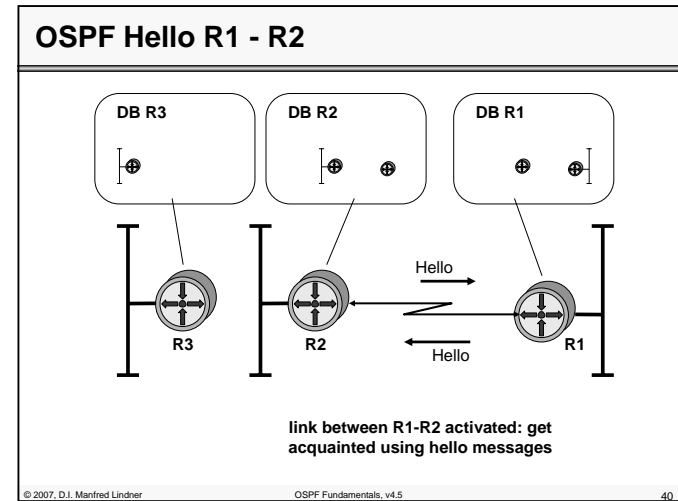 OSPF Hello R1 - R2
DB R3
DB R2
DB R1
Hello
R3
R2
Hello
R1
link between R1-R2 activated: get
acquainted using hello messages
© 2007, D.I. Manfred Lindner
OSPF Fundamentals, v4.5
40